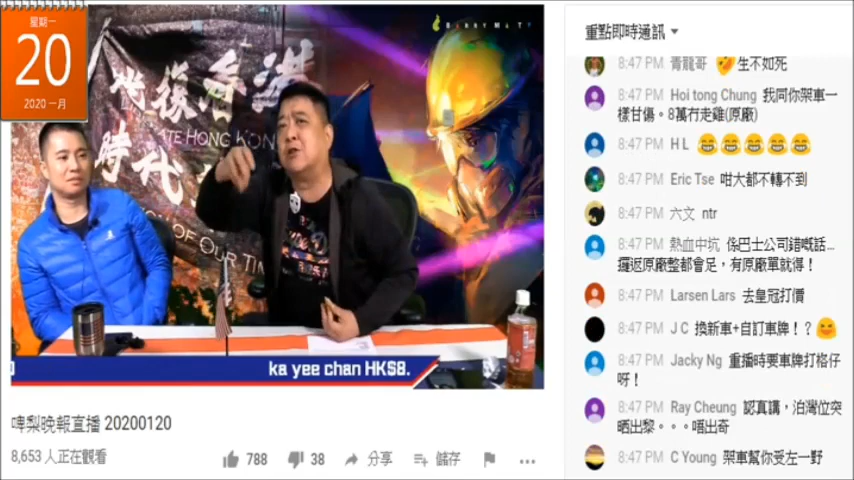 星期一
20
2020 一月
光復香港
時代
OF OUR TIM
ka yee chan HK$8.
啤梨晚報直播 20200120
8,653 人正在觀看
788
38
分享
儲存
重點即時通訊
8:47 PM 青龍哥 生不如死
8:47 PM Hoi tong Chung 我同你架車一
樣甘傷。8萬冇走雞(原廠)
8:47 PM H L
8:47 PM Eric Tse 咁大都不轉不到
8:47 PM 六文 ntr
8:47 PM 熱血中坑 係巴士公司錯嘅話...
攞返原廠整都會足，有原廠單就得！
8:47 PM Larsen Lars 去皇冠打價
8:47 PM J C 換新車+自訂車牌！？
8:47 PM Jacky Ng 重播時要車牌打格仔
呀！
8:47 PM Ray Cheung 認真講，泊灣位突
晒出黎。。。唔出奇
8:47 PM C Young 架車幫你受左一野